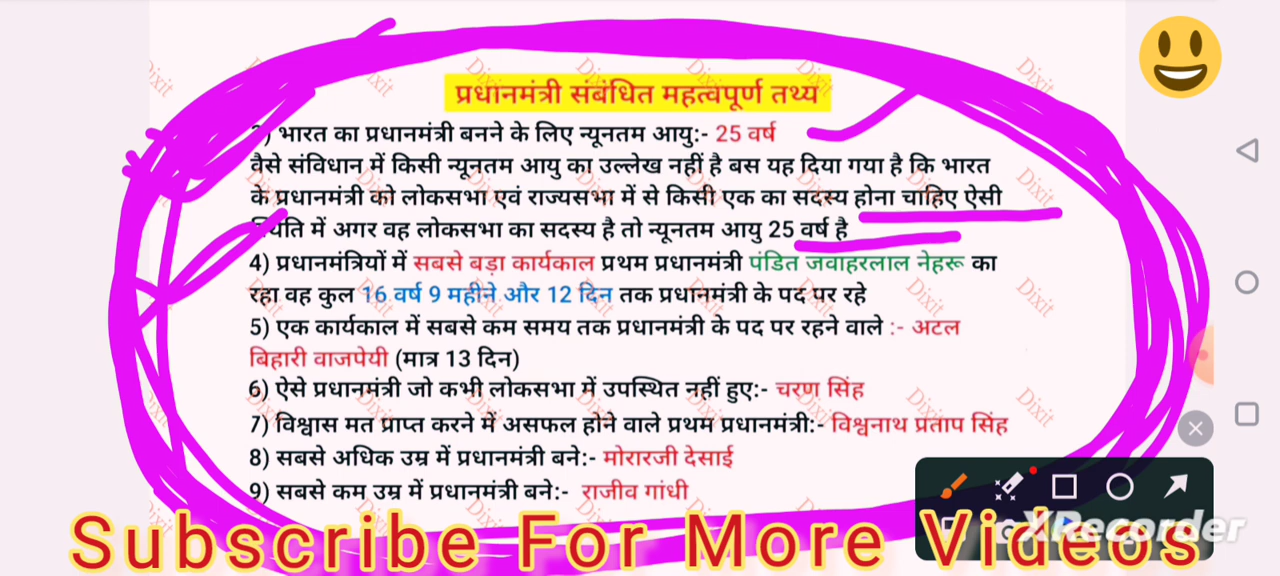 प्रधानमंत्री संबंधित महत्वपूर्ण तथ्य
भारत का प्रधानमंत्री बनने के लिए न्यूनतम आयु:- 25 वर्ष
वैसे संविधान में किसी न्यूनतम आयु का उल्लेख नहीं है बस यह दिया गया है कि भारत
के प्रधानमंत्री को लोकसभा एवं राज्यसभा में से किसी एक का सदस्य होना चाहिए ऐसी
में अगर वह लोकसभा का सदस्य है तो न्यूनतम आयु 25 वर्ष है
4) प्रधानमंत्रियों में सबसे बड़ा कार्यकाल प्रथम प्रधानमंत्री पंडित जवाहरलाल नेहरू का
रहा वह कुल 16 वर्ष 9 महीने और 12 दिन तक प्रधानमंत्री के पद पर रहे
5) एक कार्यकाल में सबसे कम समय तक प्रधानमंत्री के पद पर रहने वाले :- अटल
बिहारी वाजपेयी (मात्र 13 दिन)
6) ऐसे प्रधानमंत्री जो कभी लोकसभा में उपस्थित नहीं हुए:- चरण सिंह
7) विश्वास मत प्राप्त करने में असफल होने वाले प्रथम प्रधानमंत्री:- विश्वनाथ प्रताप सिंह
8) सबसे अधिक उम्र में प्रधानमंत्री बने:- मोरारजी देसाई
9) सबसे कम उम्र में प्रधानमंत्री बने:- राजीव गांधी
Subscribe For More Videos
XRecorder
Dixit